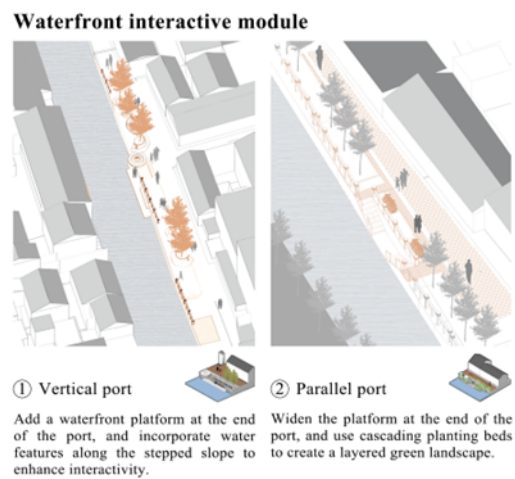 Waterfront interactive module
① Vertical port
Add a waterfront platform at the end
of the port, and incorporate water
features along the stepped slope to
enhance interactivity.
② Parallel port
Widen the platform at the end of the
port, and use cascading planting beds
to create a layered green landscape.